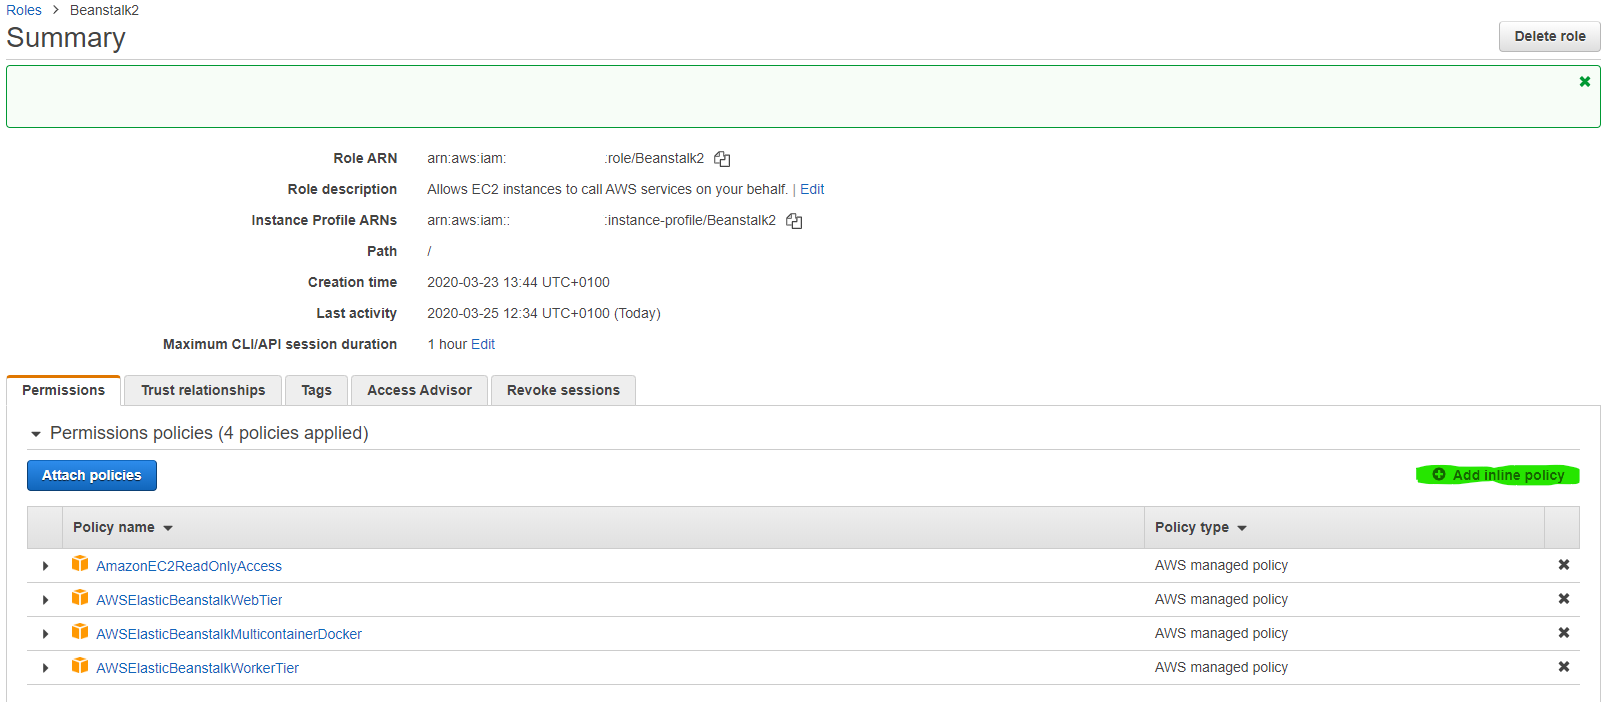 Roles > Beanstalk2
Summary
Delete role
Role ARN arn:aws:iam: :role/Beanstalk2
Role description Allows EC2 instances to call AWS services on your behalf. | Edit
Instance Profile ARNs arn:aws:iam:: :instance-profile/Beanstalk2
Path /
Creation time 2020-03-23 13:44 UTC+0100
Last activity 2020-03-25 12:34 UTC+0100 (Today)
Maximum CLI/API session duration 1 hour Edit
Permissions Trust relationships Tags Access Advisor Revoke sessions
Permissions policies (4 policies applied)
Attach policies Add inline policy
Policy name Policy type
AmazonEC2ReadOnlyAccess AWS managed policy
AWSElasticBeanstalkWebTier AWS managed policy
AWSElasticBeanstalkMulticontainerDocker AWS managed policy
AWSElasticBeanstalkWorkerTier AWS managed policy